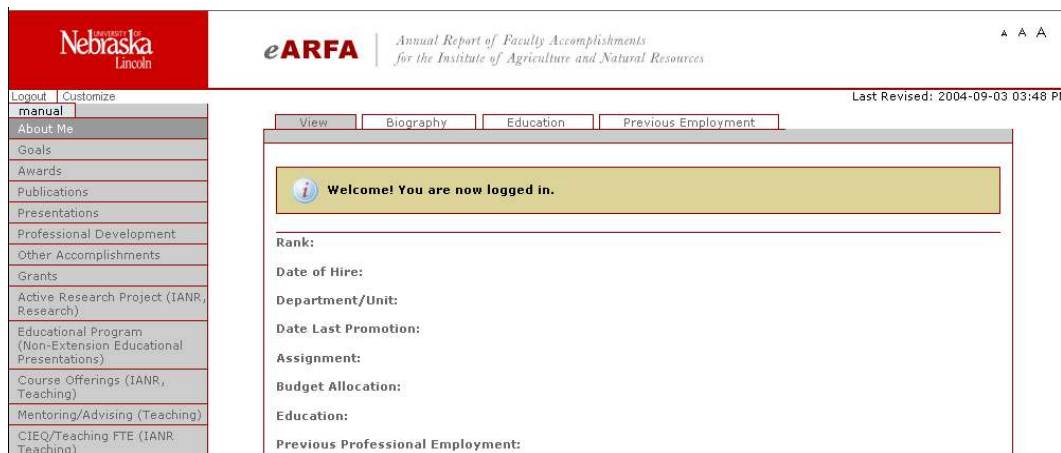 UNIVERSITY OF
Nebraska
Lincoln
eARFA
Annual Report of Faculty Accomplishments
for the Institute of Agriculture and Natural Resources
A A A
Logout Customize
Last Revised: 2004-09-03 03:48 P
manual
About Me
Goals
Awards
Publications
Presentations
Professional Development
Other Accomplishments
Grants
Active Research Project (IANR,
Research)
Educational Program
(Non-Extension Educational
Presentations)
Course Offerings (IANR,
Teaching)
Mentoring/Advising (Teaching)
CIEQ/Teaching FTE (IANR
Teaching)
View Biography Education Previous Employment
i Welcome! You are now logged in.
Rank:
Date of Hire:
Department/Unit:
Date Last Promotion:
Assignment:
Budget Allocation:
Education:
Previous Professional Employment: